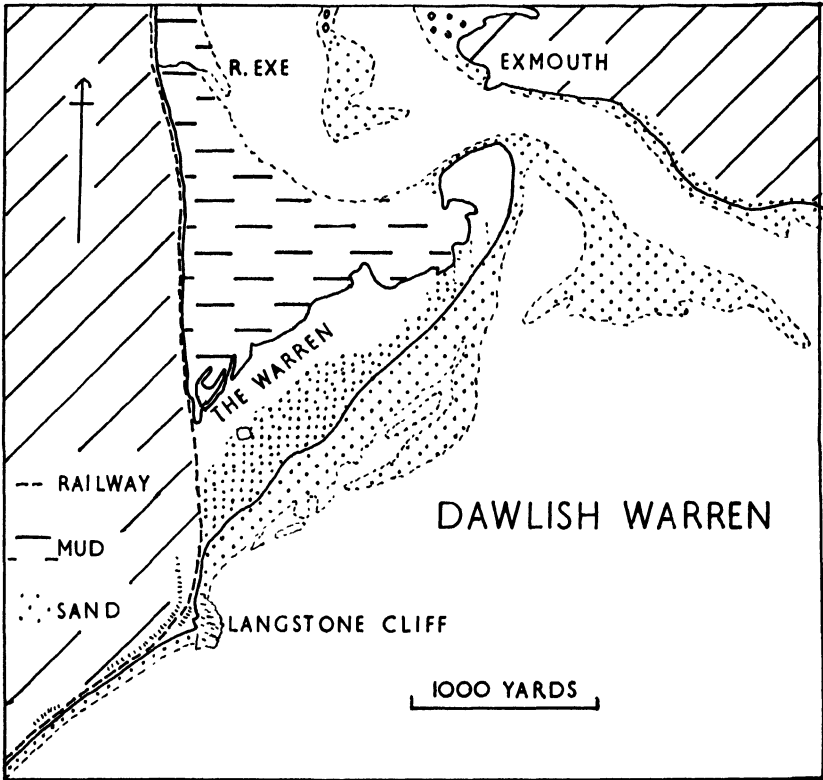 R. EXE
EXMOUTH
THE WARREN
RAILWAY
MUD
SAND
DAWLISH WARREN
LANGSTONE CLIFF
1000 YARDS